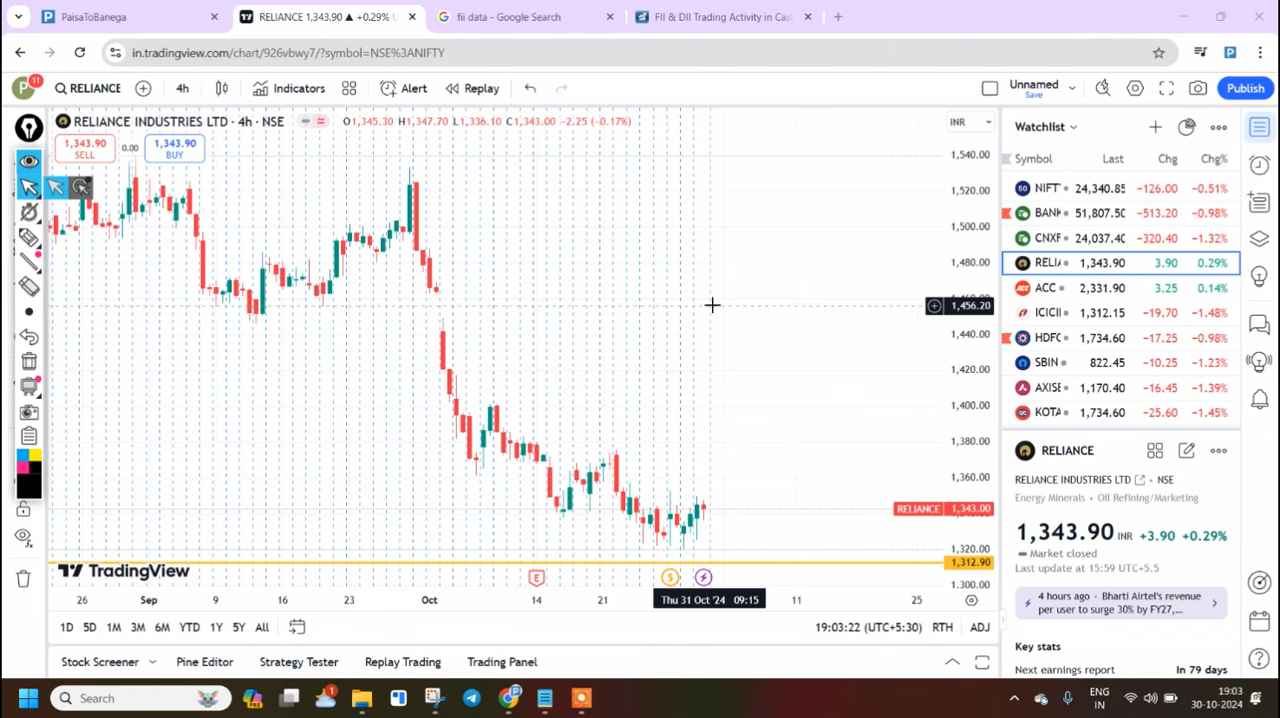 PaisaToBanega
RELIANCE 1,343.90 ▲ +0.29% U
fii data - Google Search
FII & DII Trading Activity in Cas
in.tradingview.com/chart/926vbwy7/?symbol=NSE%3ANIFTY
P 11 RELIANCE 4h Indicators Alert Replay Unnamed Save Publish
RELIANCE INDUSTRIES LTD · 4h · NSE O1,345.30 H1,347.70 L1,336.10 C1,343.00 -2.25 (-0.17%) INR
1,343.90 SELL
0.00
1,343.90 BUY
1,540.00
1,520.00
1,500.00
1,480.00
1,456.20
1,440.00
1,420.00
1,400.00
1,380.00
1,360.00
RELIANCE 1,343.00
1,320.00
1,312.90
1,300.00
TradingView
E S
26 Sep 9 16 23 Oct 14 21 Thu 31 Oct '24 09:15 11 25
1D 5D 1M 3M 6M YTD 1Y 5Y All 19:03:22 (UTC+5:30) RTH ADJ
Stock Screener Pine Editor Strategy Tester Replay Trading Trading Panel
Watchlist
Symbol Last Chg Chg%
50 NIFT 24,340.85 -126.00 -0.51%
BANK 51,807.50 -513.20 -0.98%
CNXF 24,037.40 -320.40 -1.32%
RELIA 1,343.90 3.90 0.29%
ACC 2,331.90 3.25 0.14%
ICICII 1,312.15 -19.70 -1.48%
HDFC 1,734.60 -17.25 -0.98%
SBIN 822.45 -10.25 -1.23%
AXISE 1,170.40 -16.45 -1.39%
KOTA 1,734.60 -25.60 -1.45%
RELIANCE
RELIANCE INDUSTRIES LTD · NSE
Energy Minerals · Oil Refining/Marketing
1,343.90 INR +3.90 +0.29%
Market closed
Last update at 15:59 UTC+5.5
4 hours ago · Bharti Airtel's revenue
per user to surge 30% by FY27,...
Key stats
Next earnings report In 79 days
Search
PRE
1
ENG
IN
19:03
30-10-2024